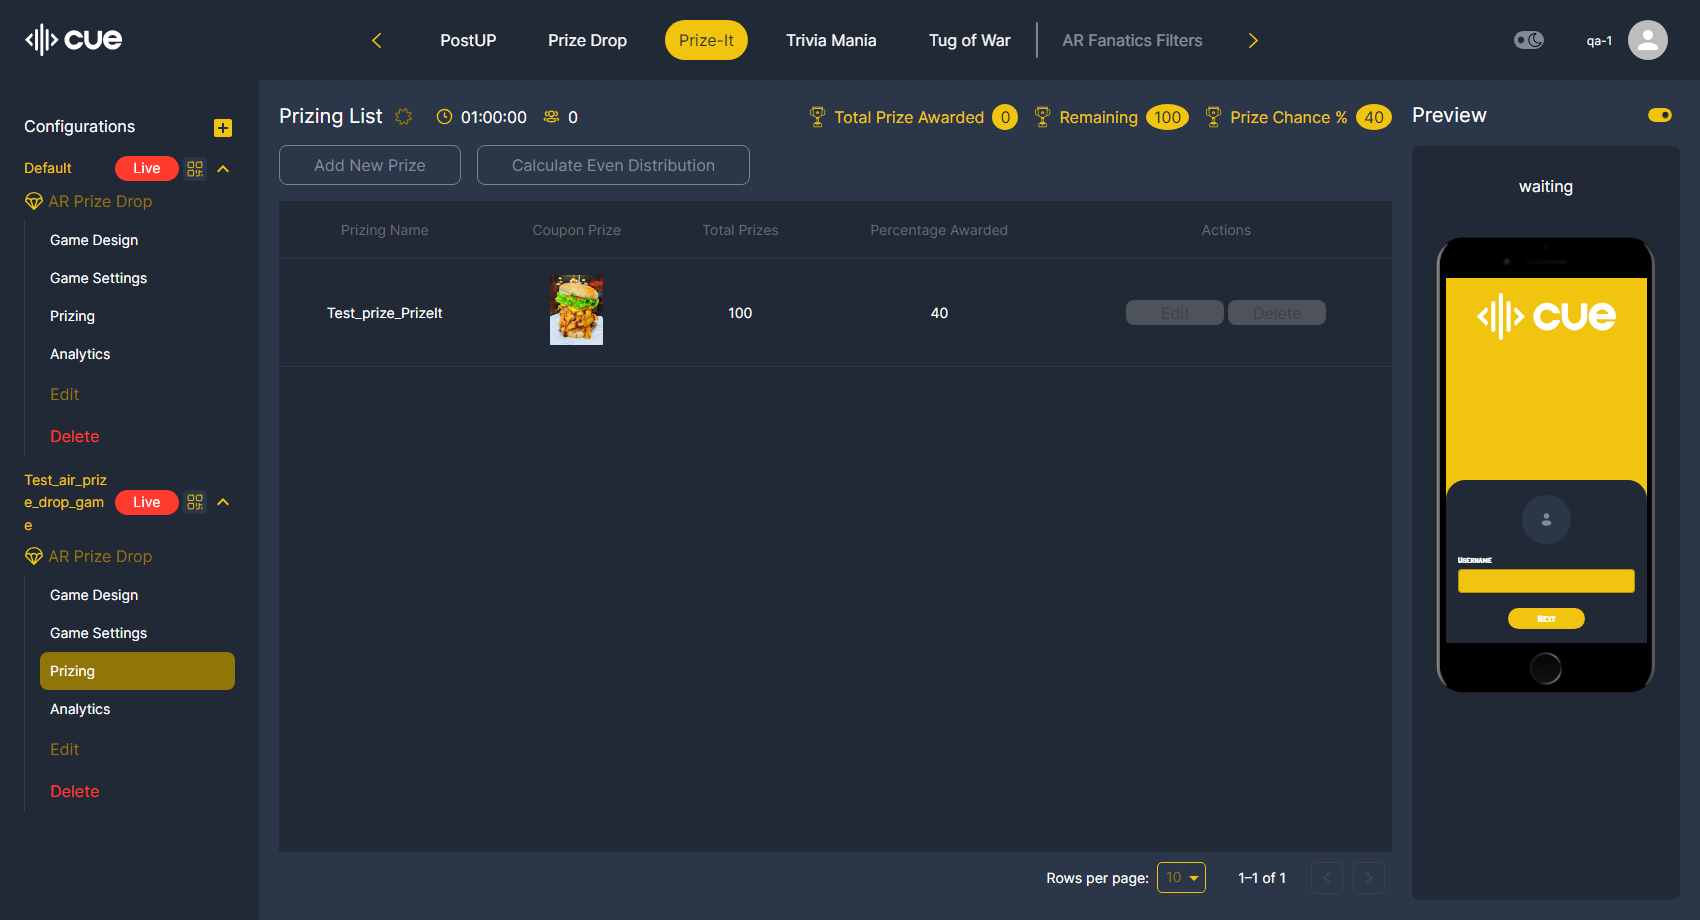 cue
PostUP
Prize Drop
Prize-It
Trivia Mania
Tug of War
AR Fanatics Filters
qa-1
Configurations
Default
Live
AR Prize Drop
Game Design
Game Settings
Prizing
Analytics
Edit
Delete
Test_air_priz
e_drop_gam
e
Live
AR Prize Drop
Game Design
Game Settings
Prizing
Analytics
Edit
Delete
Prizing List
01:00:00
0
Total Prize Awarded 0
Remaining 100
Prize Chance % 40
Add New Prize
Calculate Even Distribution
Prizing Name
Coupon Prize
Total Prizes
Percentage Awarded
Actions
Test_prize_PrizeIt
100
40
Edit
Delete
Rows per page: 10
1–1 of 1
Preview
waiting
cue
Username
Next